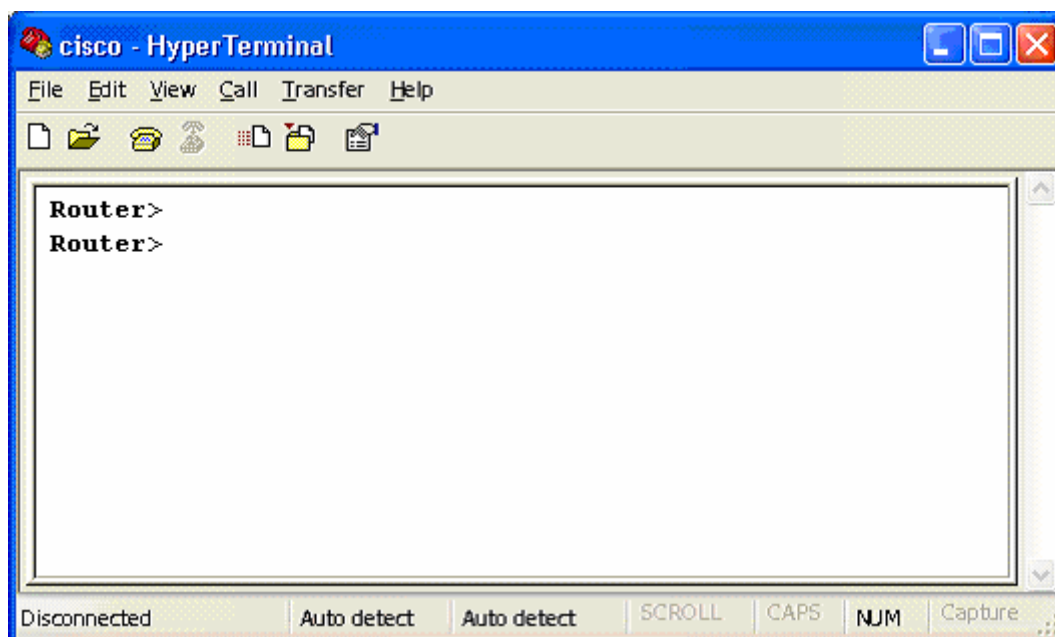 cisco - HyperTerminal
File Edit View Call Transfer Help
Router>
Router>
Disconnected Auto detect Auto detect SCROLL CAPS NUM Capture